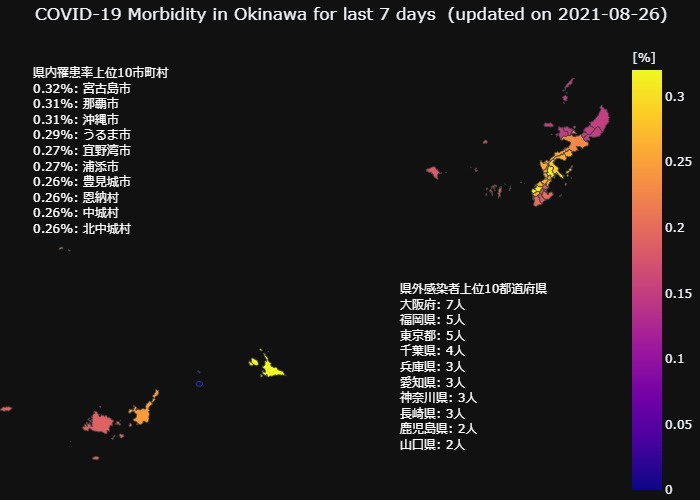 COVID-19 Morbidity in Okinawa for last 7 days (updated on 2021-08-26)
県内罹患率上位10市町村
0.32%: 宮古島市
0.31%: 那覇市
0.31%: 沖縄市
0.29%: うるま市
0.27%: 宜野湾市
0.27%: 浦添市
0.26%: 豊見城市
0.26%: 恩納村
0.26%: 中城村
0.26%: 北中城村
県外感染者上位10都道府県
大阪府: 7人
福岡県: 5人
東京都: 5人
千葉県: 4人
兵庫県: 3人
愛知県: 3人
神奈川県: 3人
長崎県: 3人
鹿児島県: 2人
山口県: 2人
[%]
0.3
0.25
0.2
0.15
0.1
0.05
0